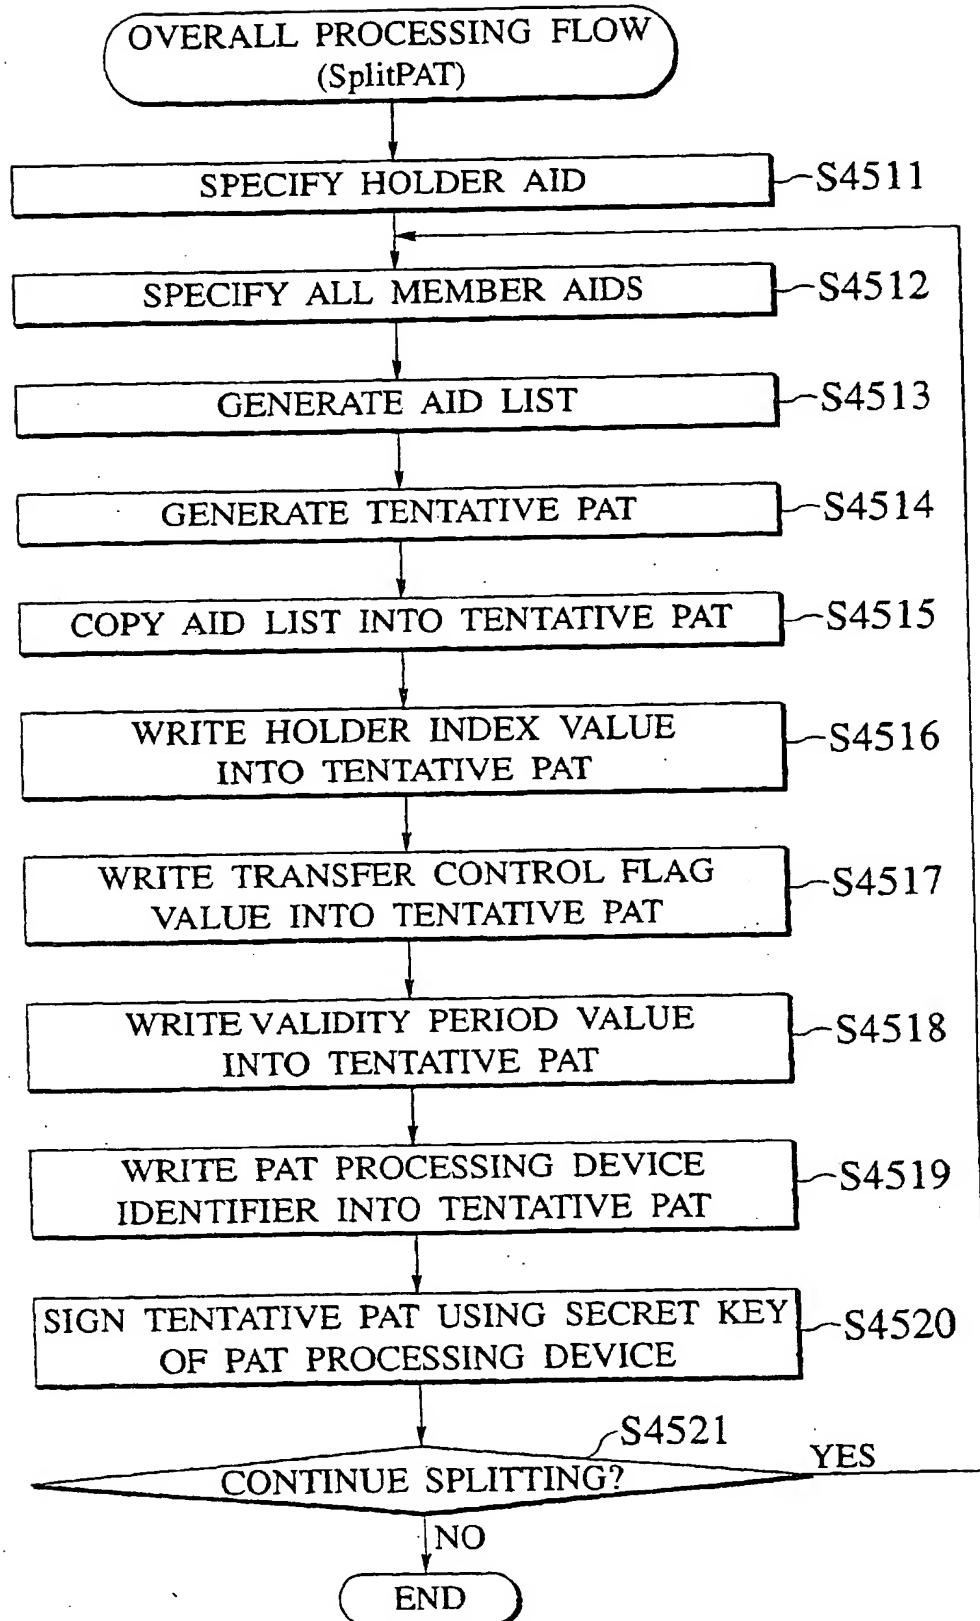 OVERALL PROCESSING FLOW
(SplitPAT)
SPECIFY HOLDER AID
S4511
SPECIFY ALL MEMBER AIDS
S4512
GENERATE AID LIST
S4513
GENERATE TENTATIVE PAT
S4514
COPY AID LIST INTO TENTATIVE PAT
S4515
WRITE HOLDER INDEX VALUE
INTO TENTATIVE PAT
S4516
WRITE TRANSFER CONTROL FLAG
VALUE INTO TENTATIVE PAT
S4517
WRITE VALIDITY PERIOD VALUE
INTO TENTATIVE PAT
S4518
WRITE PAT PROCESSING DEVICE
IDENTIFIER INTO TENTATIVE PAT
S4519
SIGN TENTATIVE PAT USING SECRET KEY
OF PAT PROCESSING DEVICE
S4520
S4521
CONTINUE SPLITTING?
YES
NO
END